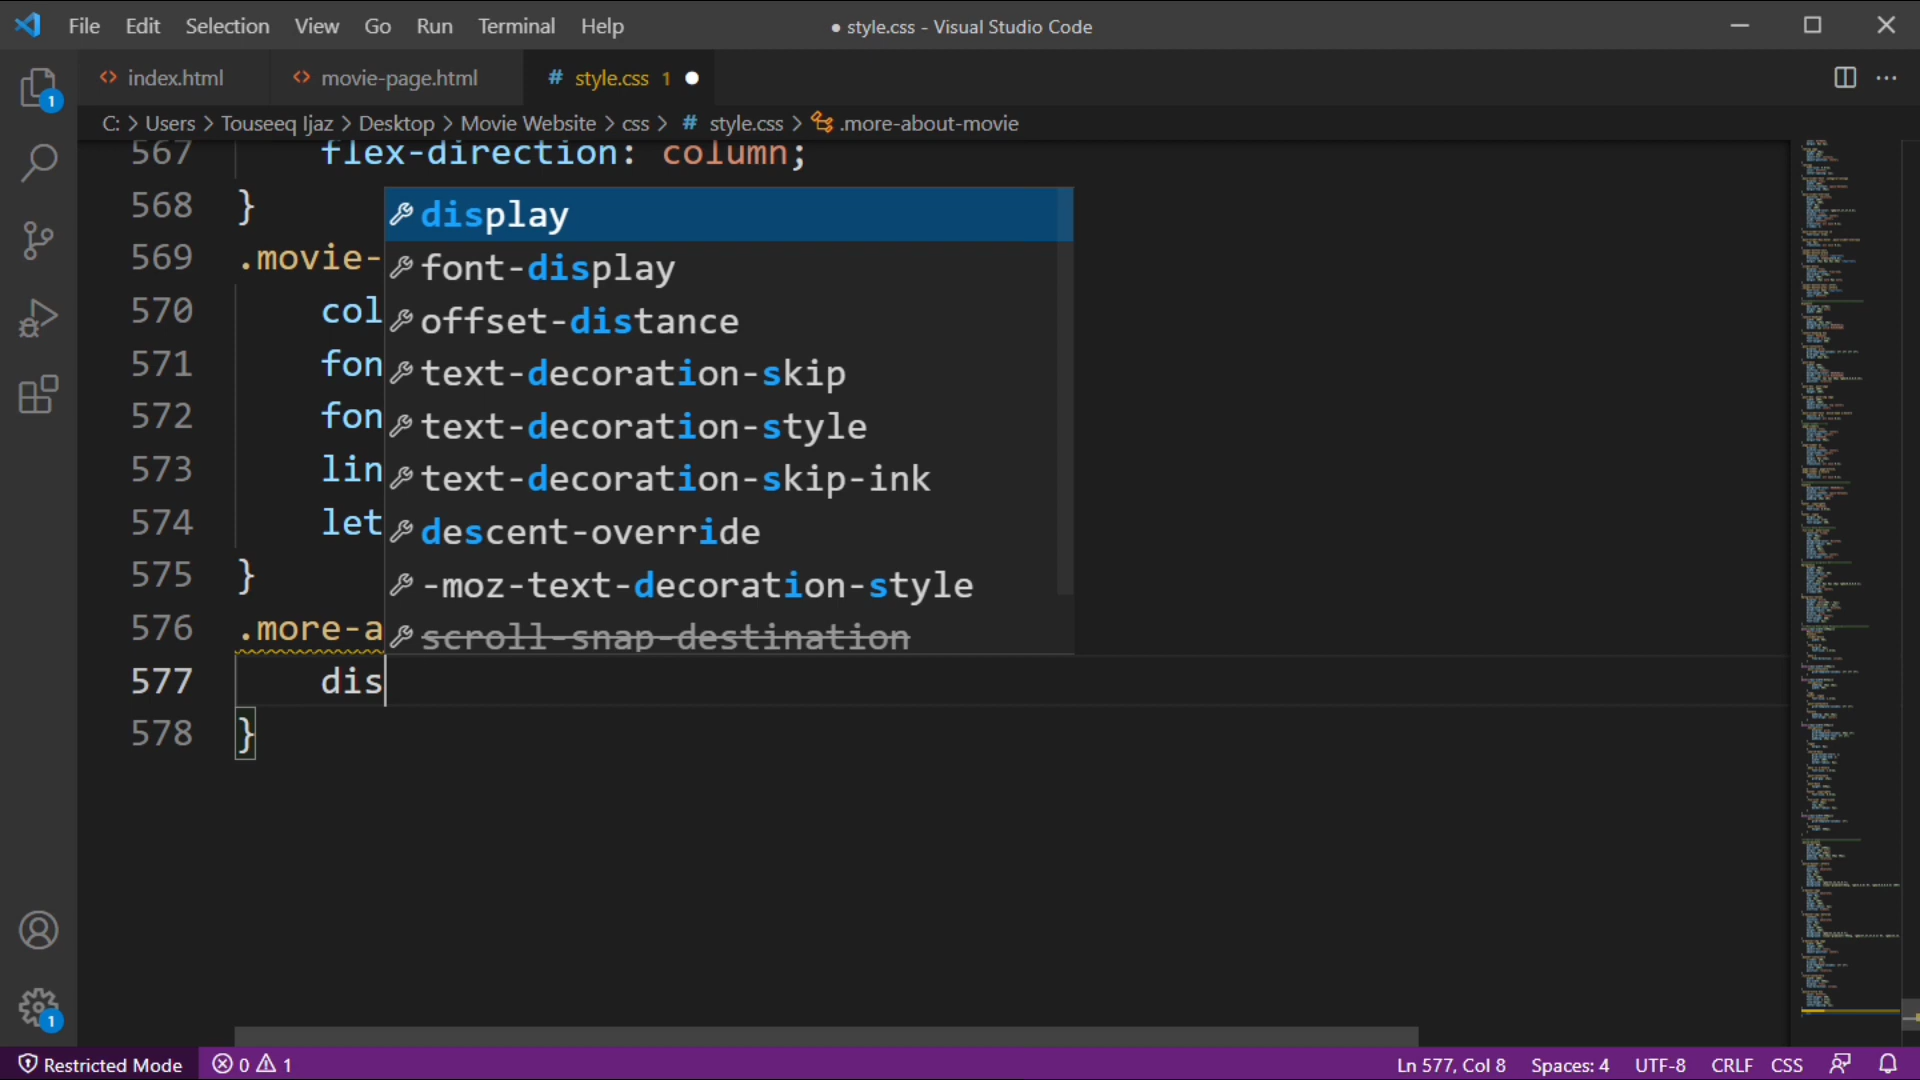 File Edit Selection View Go Run Terminal Help
● style.css - Visual Studio Code
index.html
movie-page.html
# style.css 1
C: > Users > Touseeq Ijaz > Desktop > Movie Website > css > # style.css > .more-about-movie
1
567 flex-direction: column;
568 }
569 .movie-
570 col
571 fon
572 fon
573 lin
574 let
575 }
576 .more-a
577 dis
578 }
display
font-display
offset-distance
text-decoration-skip
text-decoration-style
text-decoration-skip-ink
descent-override
-moz-text-decoration-style
scroll-snap-destination
1
Restricted Mode 0 1
Ln 577, Col 8 Spaces: 4 UTF-8 CRLF CSS